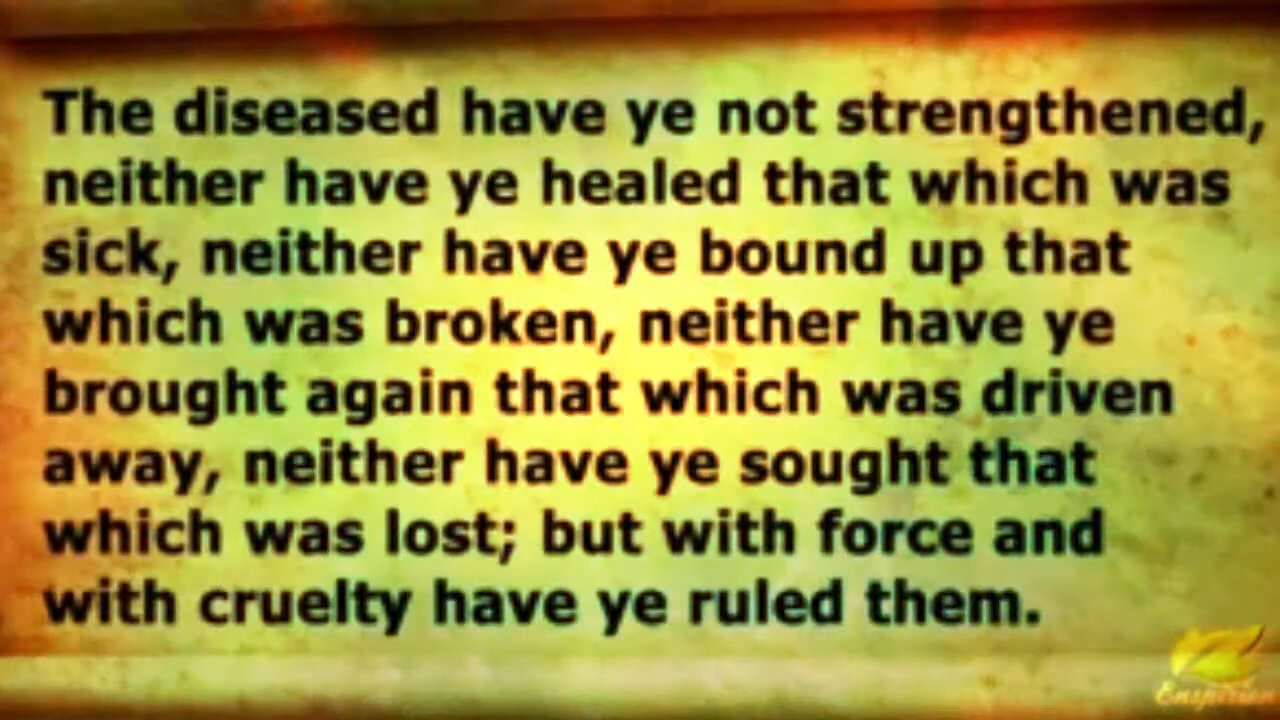 The diseased have ye not strengthened,
neither have ye healed that which was
sick, neither have ye bound up that
which was broken, neither have ye
brought again that which was driven
away, neither have ye sought that
which was lost; but with force and
with cruelty have ye ruled them.